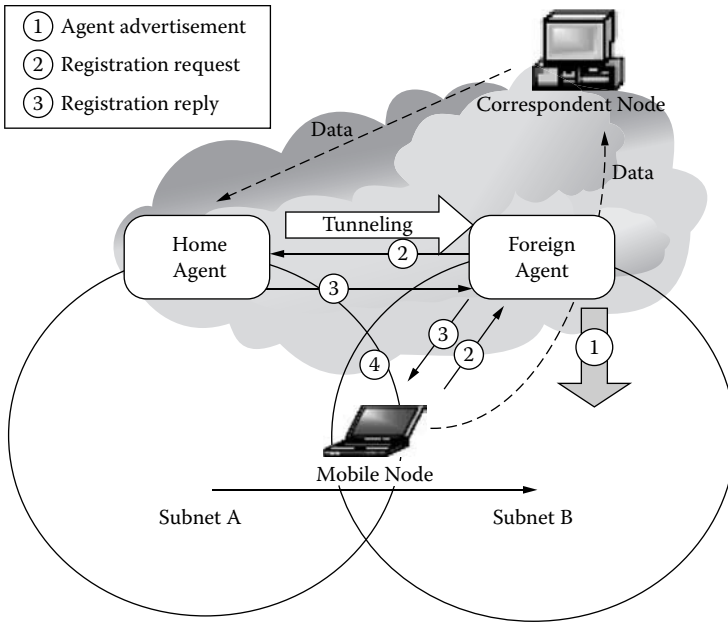 1 Agent advertisement
2 Registration request
3 Registration reply
Correspondent Node
Data
Data
Tunneling
Home
Agent
Foreign
Agent
2
3
3
2
4
1
Mobile Node
Subnet A
Subnet B